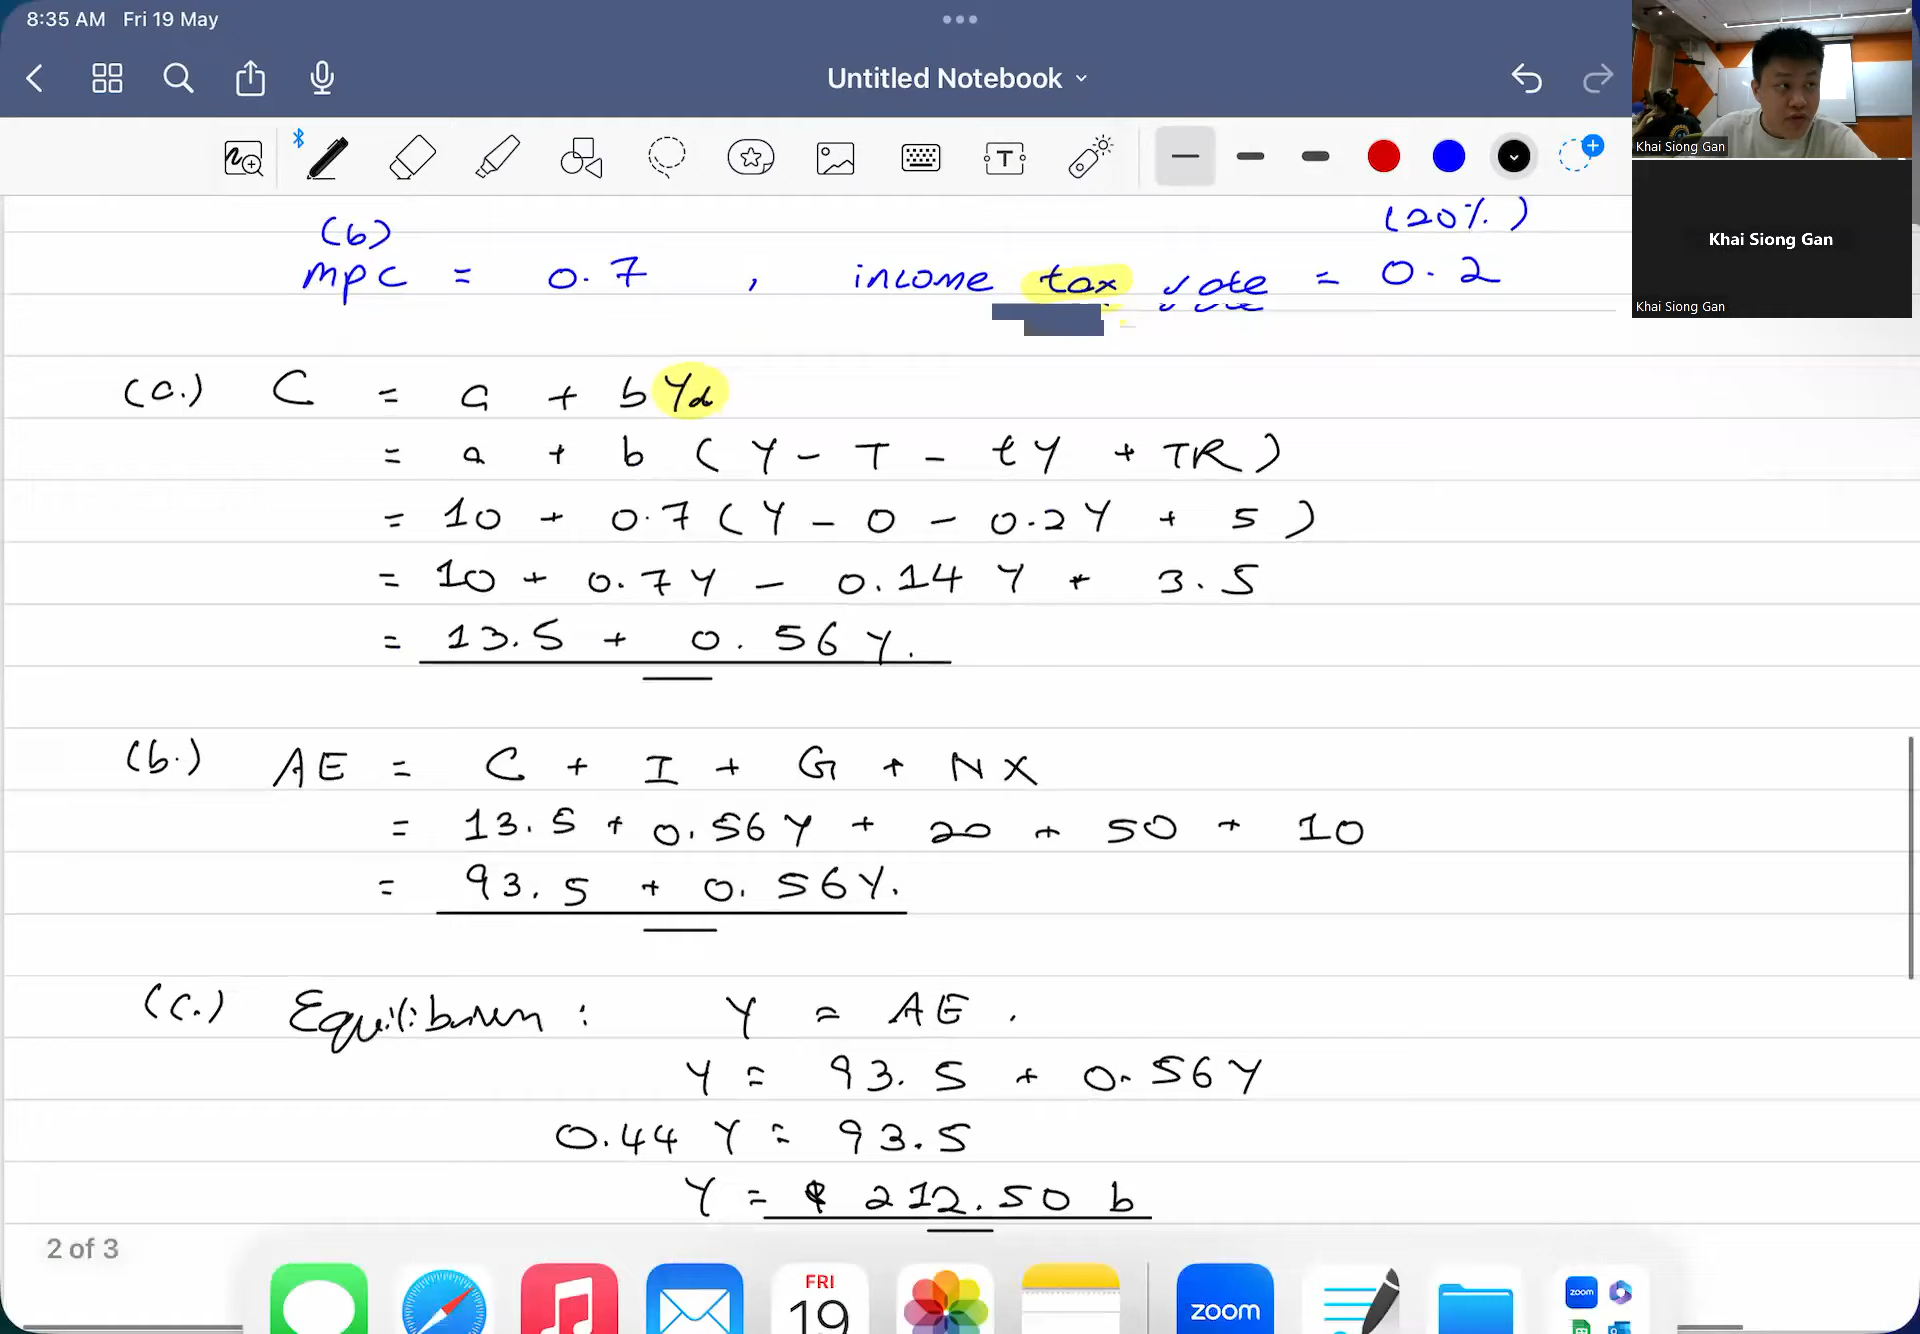 8:35 AM Fri 19 May
Untitled Notebook
Khai Siong Gan
Khai Siong Gan
Khai Siong Gan
(b) (20%)
mpc = 0.7 , income tax rate = 0.2
(a.) C = a + b Yd
= a + b (Y - T - tY + TR)
= 10 + 0.7 (Y - 0 - 0.2Y + 5)
= 10 + 0.7Y - 0.14Y + 3.5
= 13.5 + 0.56Y.
(b.) AE = C + I + G + NX
= 13.5 + 0.56Y + 20 + 50 + 10
= 93.5 + 0.56Y.
(c.) Equilibrium : Y = AE .
Y = 93.5 + 0.56Y
0.44 Y = 93.5
Y = $ 212.50 b
2 of 3
FRI
19
zoom
zoom